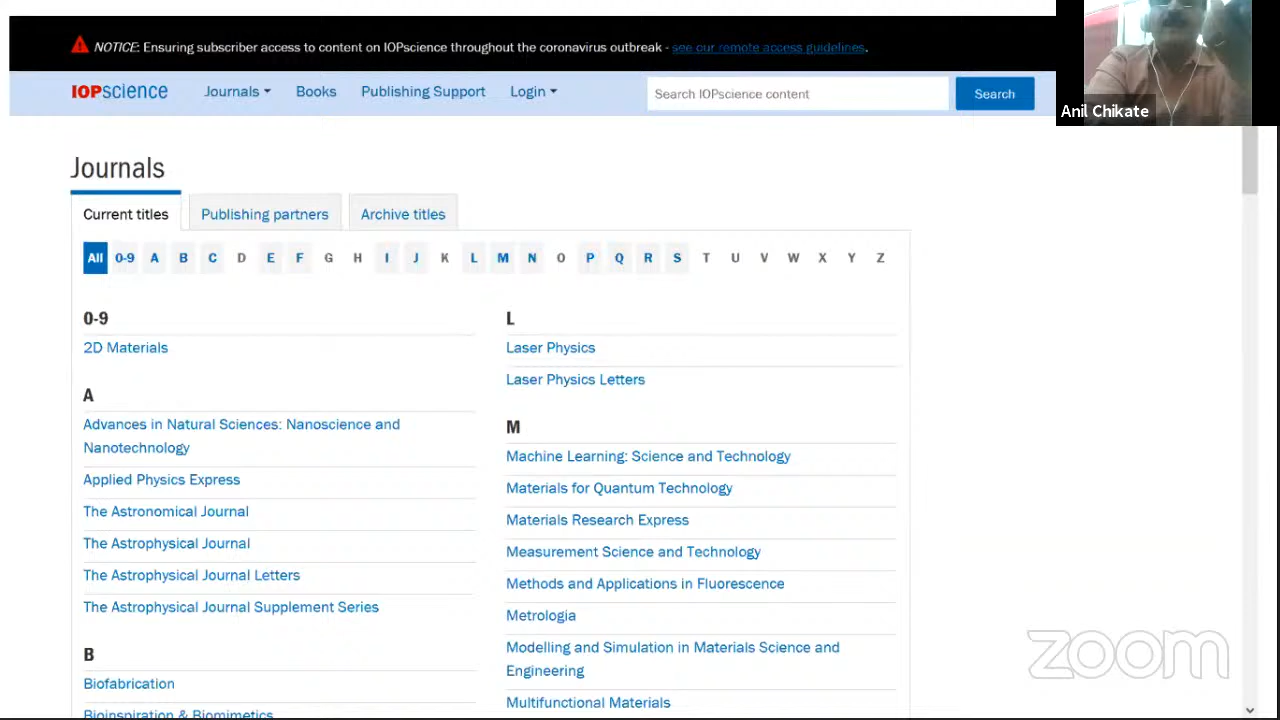 NOTICE: Ensuring subscriber access to content on IOPscience throughout the coronavirus outbreak - see our remote access guidelines.
IOPscience Journals Books Publishing Support Login Search IOPscience content Search
Anil Chikate
Journals
Current titles Publishing partners Archive titles
All 0-9 A B C D E F G H I J K L M N O P Q R S T U V W X Y Z
0-9
2D Materials
A
Advances in Natural Sciences: Nanoscience and
Nanotechnology
Applied Physics Express
The Astronomical Journal
The Astrophysical Journal
The Astrophysical Journal Letters
The Astrophysical Journal Supplement Series
B
Biofabrication
Bioinspiration & Biomimetics
L
Laser Physics
Laser Physics Letters
M
Machine Learning: Science and Technology
Materials for Quantum Technology
Materials Research Express
Measurement Science and Technology
Methods and Applications in Fluorescence
Metrologia
Modelling and Simulation in Materials Science and
Engineering
Multifunctional Materials
zoom